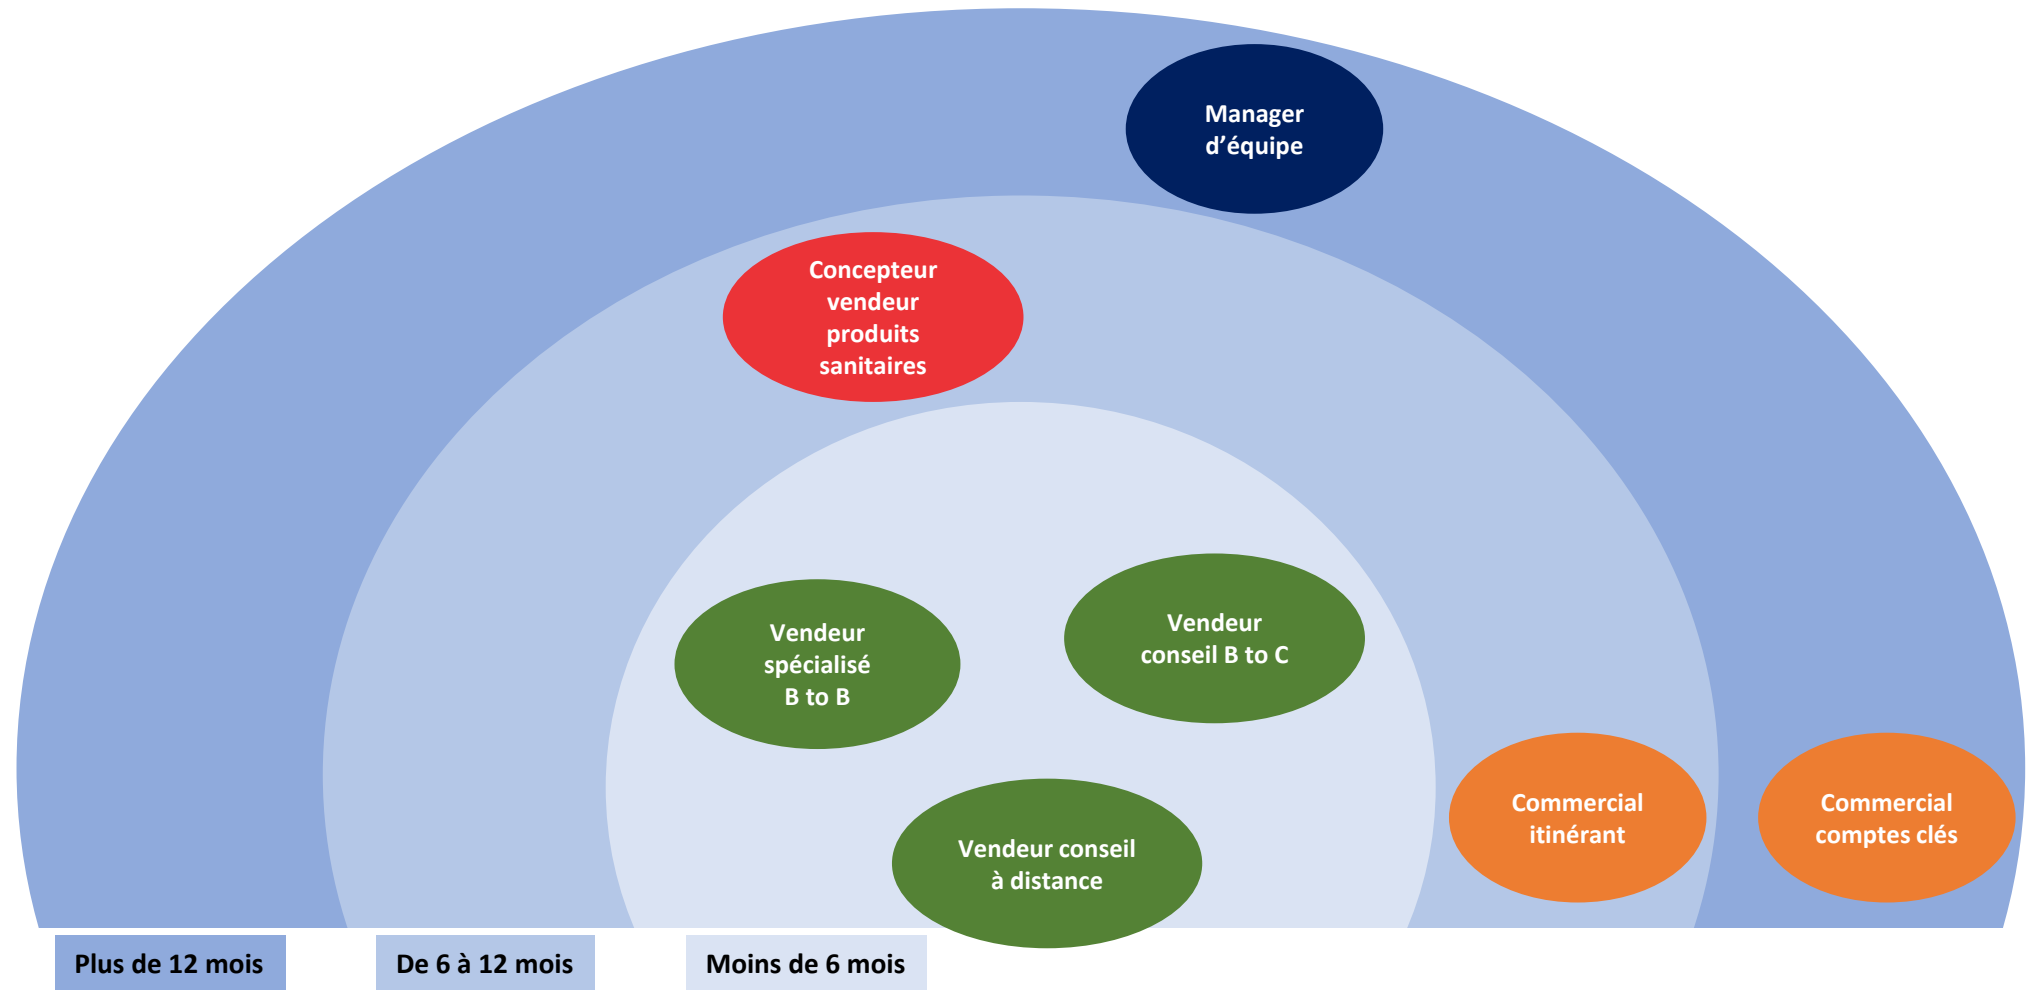 Manager
d’équipe
Concepteur
vendeur
produits
sanitaires
Vendeur
spécialisé
B to B
Vendeur
conseil B to C
Vendeur conseil
à distance
Commercial
itinérant
Commercial
comptes clés
Plus de 12 mois
De 6 à 12 mois
Moins de 6 mois